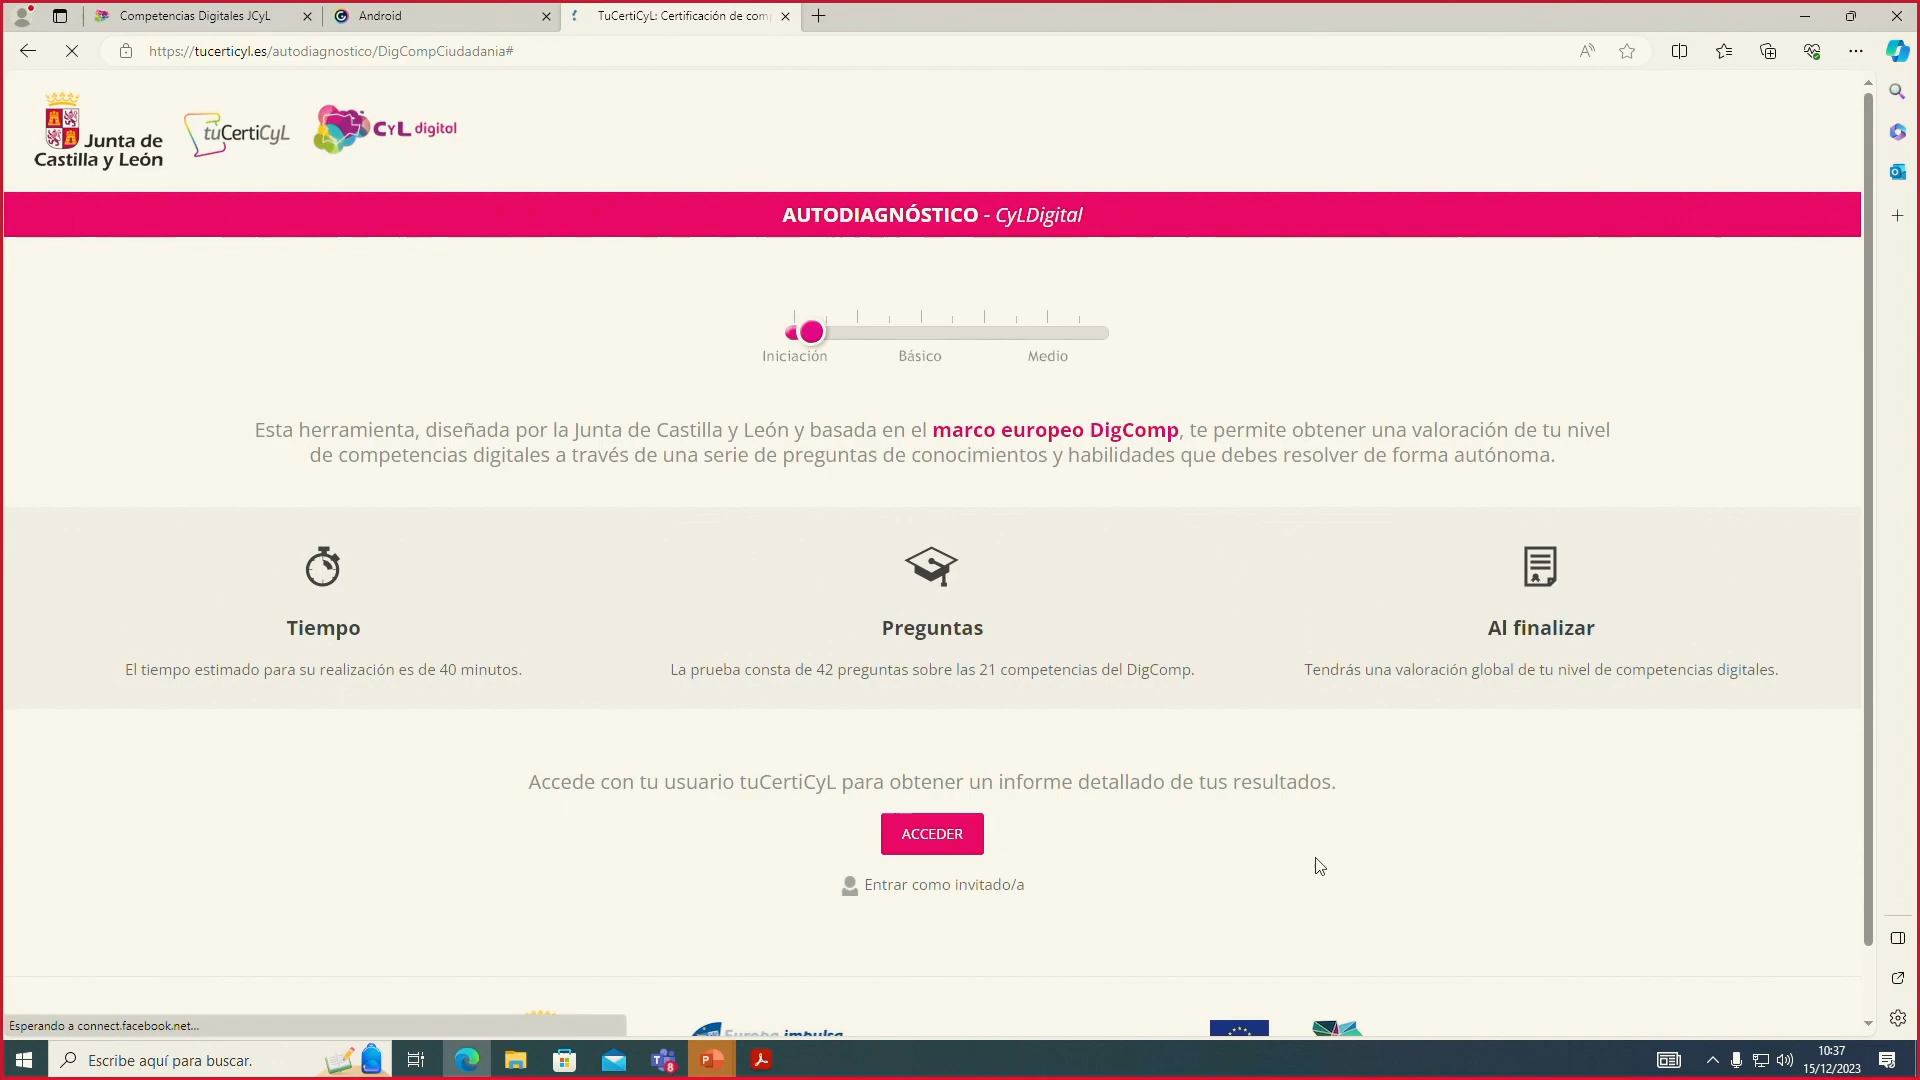 Competencias Digitales JCyL
Android
TuCertiCyL: Certificación de com
https://tucertiCyl.es/autodiagnostico/DigCompCiudadania#
Junta de
Castilla y León
tuCertiCyL
CYL digital
AUTODIAGNÓSTICO - CyLDigital
Iniciación
Básico
Medio
Esta herramienta, diseñada por la Junta de Castilla y León y basada en el marco europeo DigComp, te permite obtener una valoración de tu nivel
de competencias digitales a través de una serie de preguntas de conocimientos y habilidades que debes resolver de forma autónoma.
Tiempo
El tiempo estimado para su realización es de 40 minutos.
Preguntas
La prueba consta de 42 preguntas sobre las 21 competencias del DigComp.
Al finalizar
Tendrás una valoración global de tu nivel de competencias digitales.
Accede con tu usuario tuCertiCyL para obtener un informe detallado de tus resultados.
ACCEDER
Entrar como invitado/a
Esperando a connect.facebook.net...
Europa impulsa
Escribe aquí para buscar.
8
10:37
15/12/2023